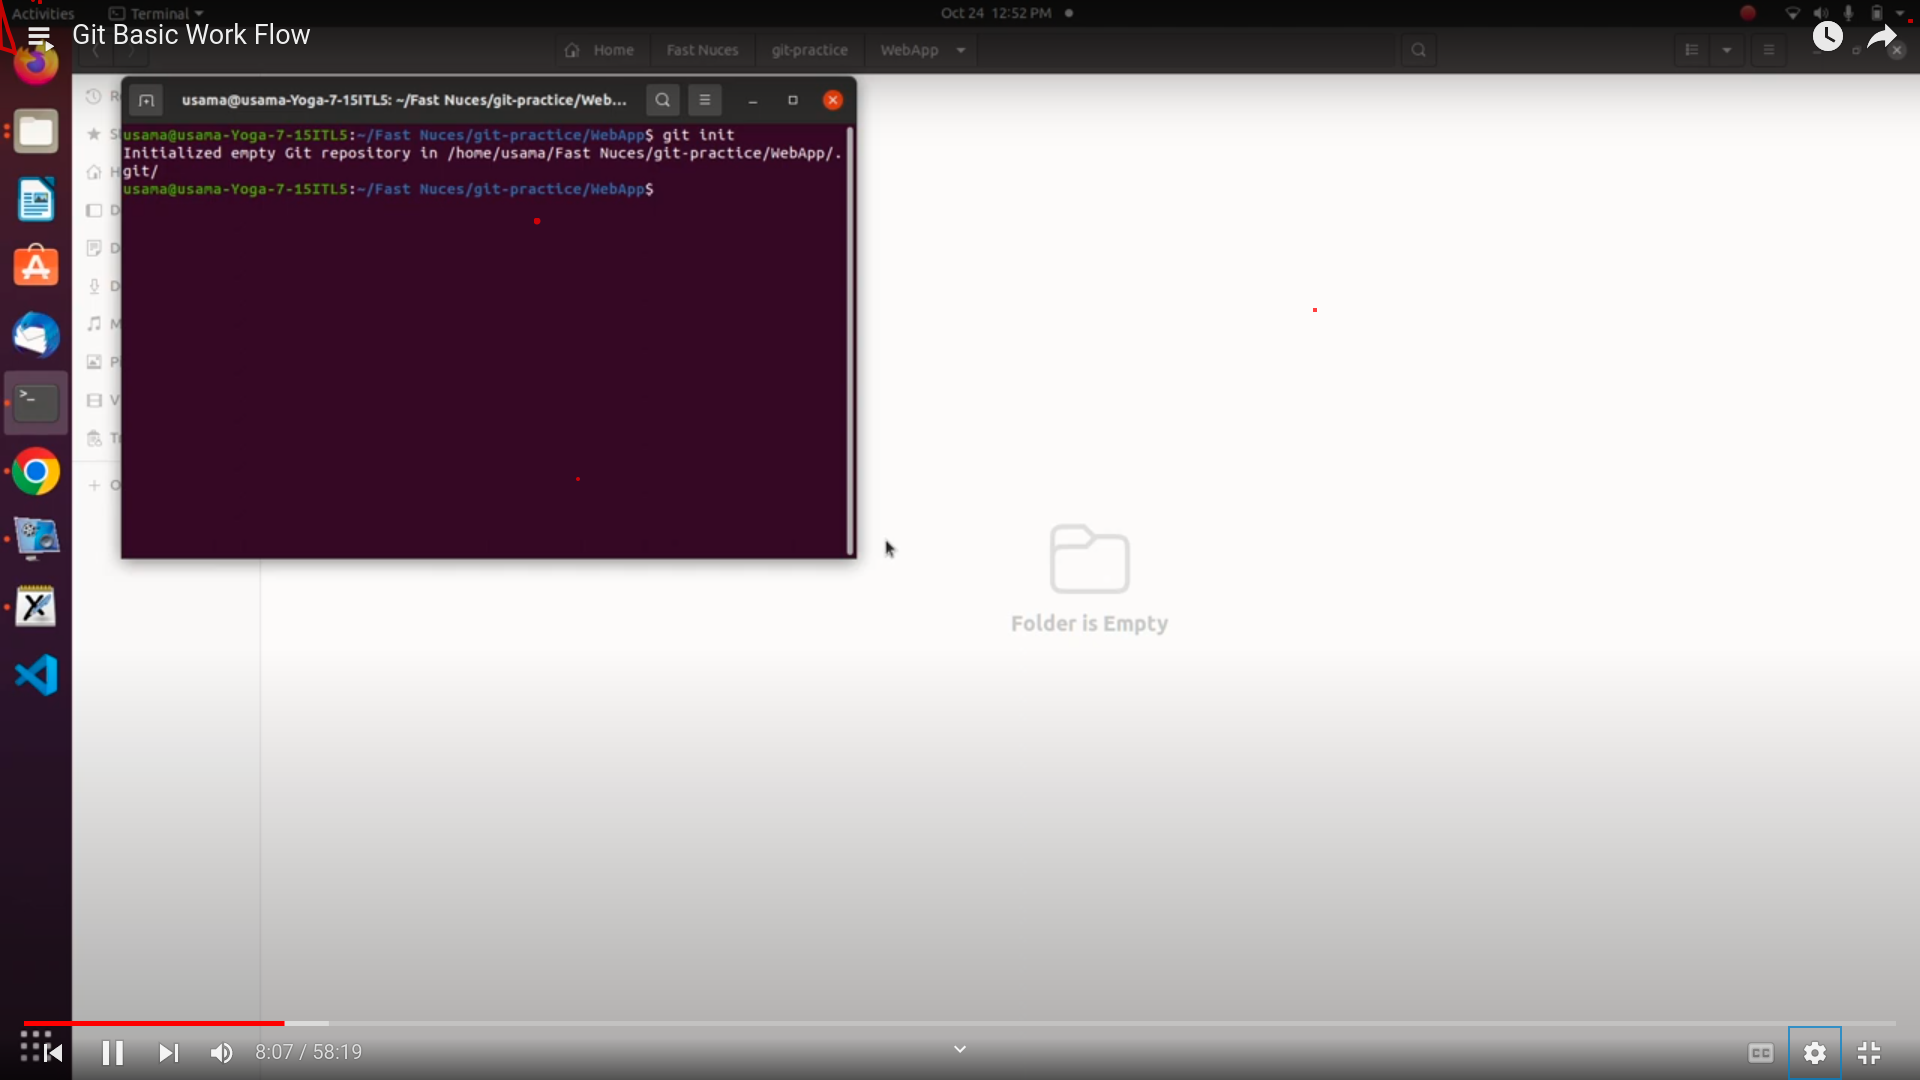 Activities
Terminal
Oct 24 12:52 PM
Git Basic Work Flow
Home
Fast Nuces
git-practice
WebApp
usama@usama-Yoga-7-15ITL5: ~/Fast Nuces/git-practice/Web...
usama@usama-Yoga-7-15ITL5:~/Fast Nuces/git-practice/WebApp$ git init
Initialized empty Git repository in /home/usama/Fast Nuces/git-practice/WebApp/.
git/
usama@usama-Yoga-7-15ITL5:~/Fast Nuces/git-practice/WebApp$
Folder is Empty
8:07 / 58:19
CC